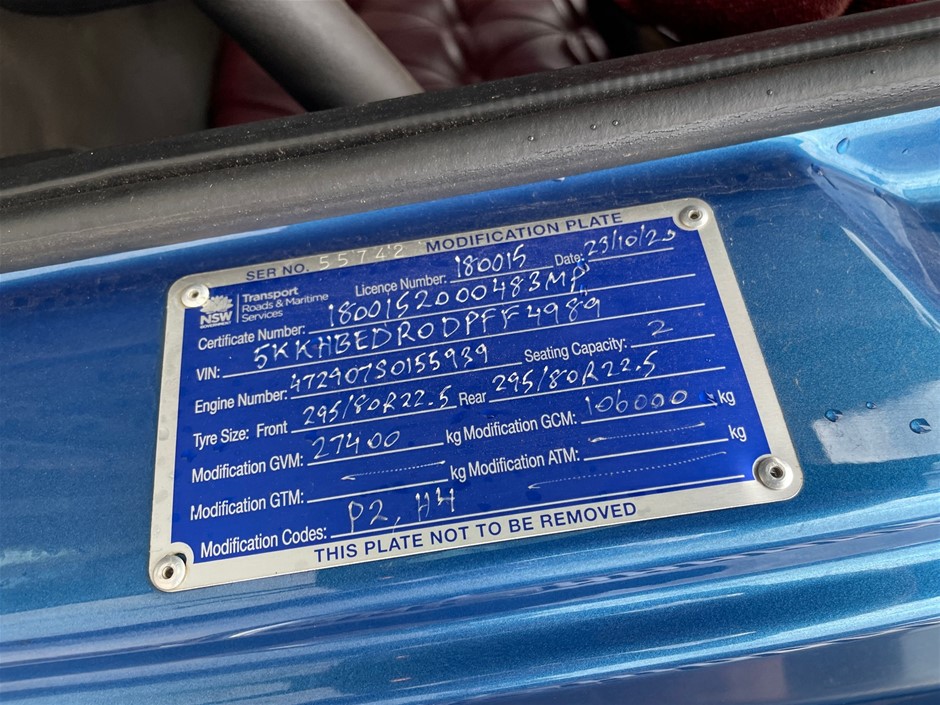 SER NO. 55742 MODIFICATION PLATE
NSW GOVERNMENT Transport Roads & Maritime Services
Licence Number: 180015 Date: 23/10/20
Certificate Number: 1800152000483MA
VIN: 5KKHBEDR0DPFF4989
Engine Number: 472907S0155939 Seating Capacity: 2
Tyre Size: Front 295/80R22.5 Rear 295/80R22.5
Modification GVM: 27400 kg Modification GCM: 106000 kg
Modification GTM: kg Modification ATM: kg
Modification Codes: P2, H4
THIS PLATE NOT TO BE REMOVED